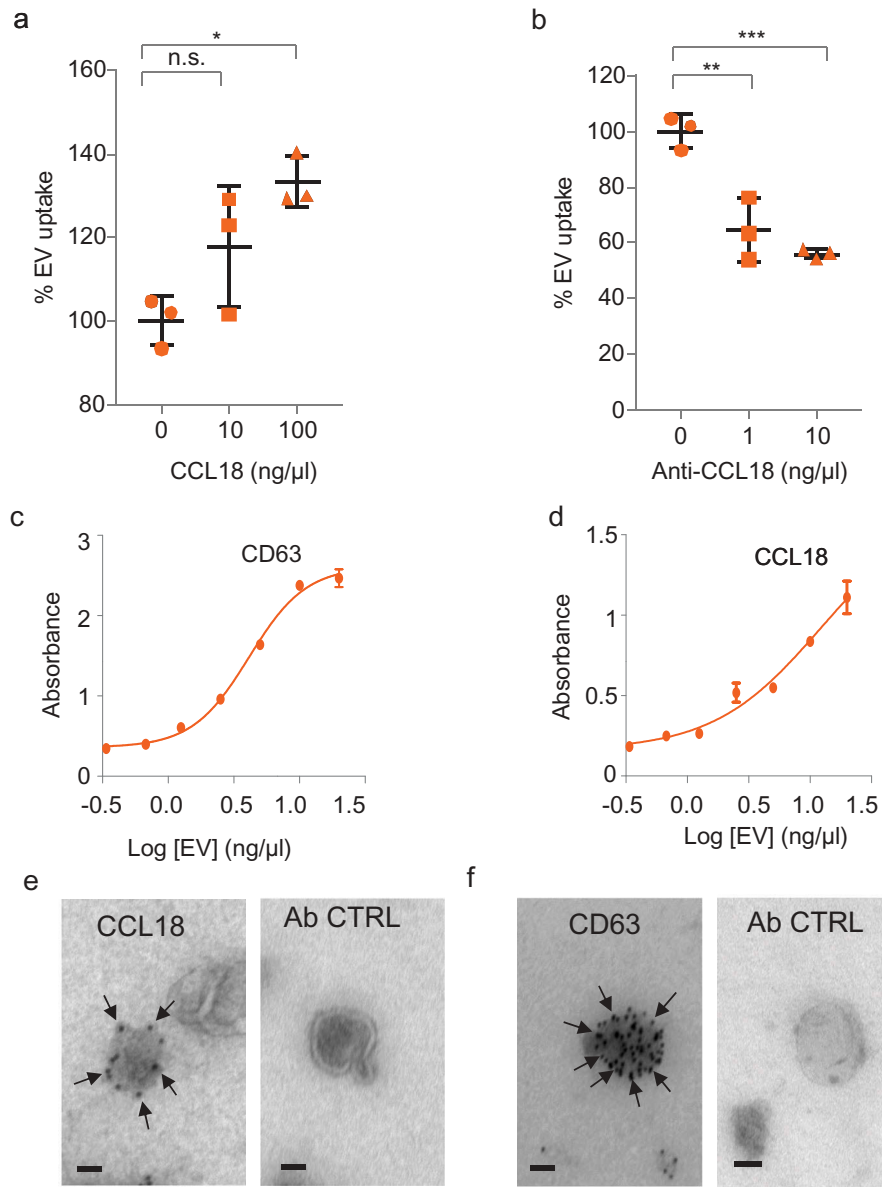 a
*
n.s.
160
140
120
100
80
% EV uptake
0 10 100
CCL18 (ng/µl)
b
***
**
120
100
80
60
40
20
0
% EV uptake
0 1 10
Anti-CCL18 (ng/µl)
c
CD63
3
2
1
0
Absorbance
-0.5 0.0 0.5 1.0 1.5
Log [EV] (ng/µl)
d
CCL18
1.5
1
0.5
0
Absorbance
-0.5 0.0 0.5 1.0 1.5
Log [EV] (ng/µl)
e
CCL18
Ab CTRL
f
CD63
Ab CTRL